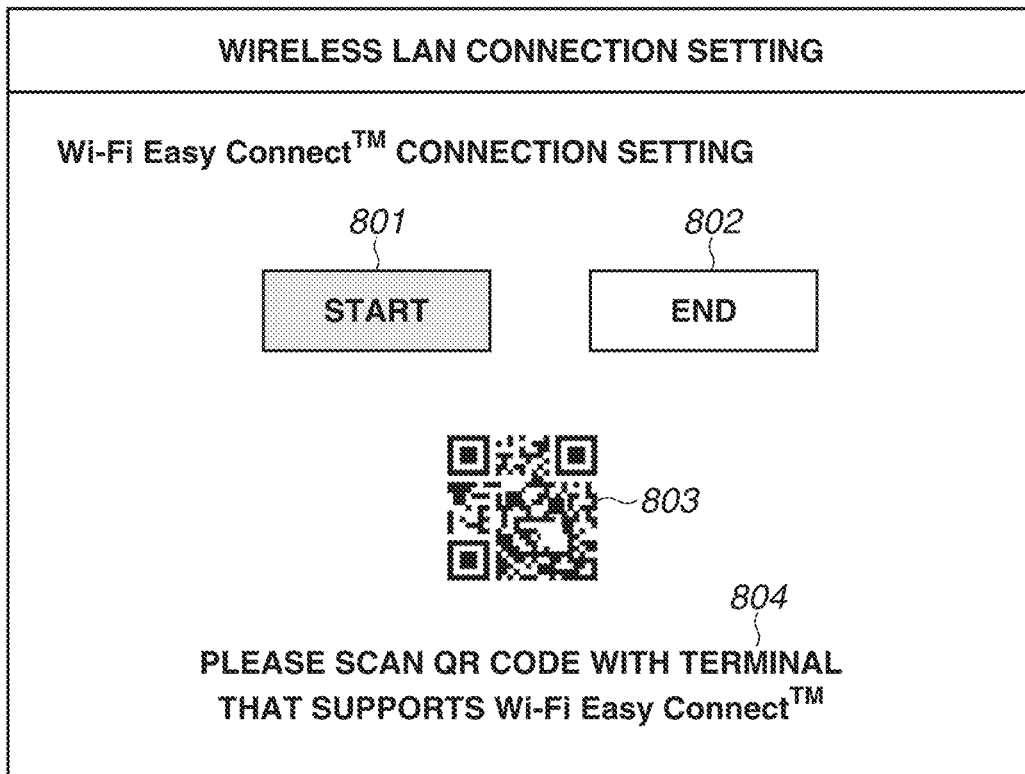 WIRELESS LAN CONNECTION SETTING
Wi-Fi Easy Connect™ CONNECTION SETTING
801
802
START
END
803
804
PLEASE SCAN QR CODE WITH TERMINAL
THAT SUPPORTS Wi-Fi Easy Connect™